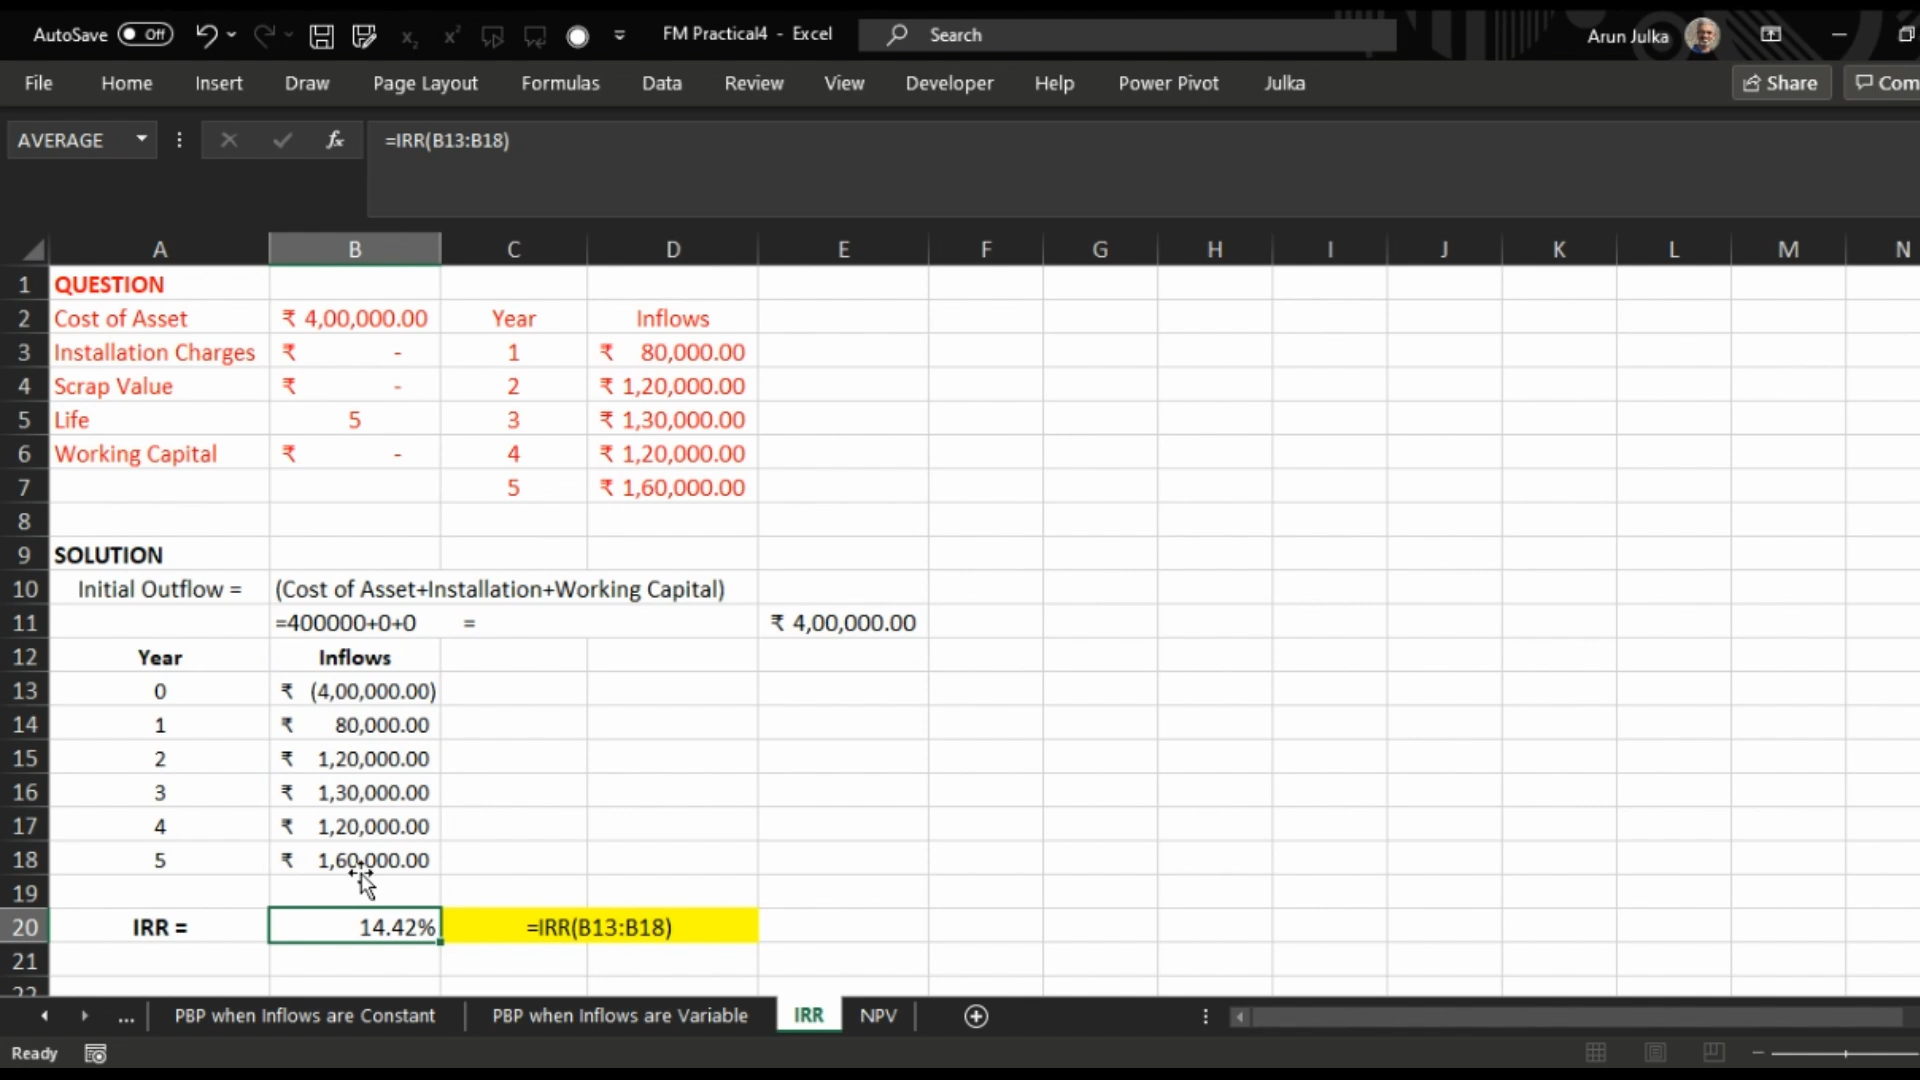 AutoSave Off FM Practical4 - Excel Search Arun Julka
File Home Insert Draw Page Layout Formulas Data Review View Developer Help Power Pivot Julka Share Com
AVERAGE fx =IRR(B13:B18)
A B C D E F G H I J K L M N
1 QUESTION
2 Cost of Asset ₹ 4,00,000.00 Year Inflows
3 Installation Charges ₹ - 1 ₹ 80,000.00
4 Scrap Value ₹ - 2 ₹ 1,20,000.00
5 Life 5 3 ₹ 1,30,000.00
6 Working Capital ₹ - 4 ₹ 1,20,000.00
7 5 ₹ 1,60,000.00
8
9 SOLUTION
10 Initial Outflow = (Cost of Asset+Installation+Working Capital)
11 =400000+0+0 = ₹ 4,00,000.00
12 Year Inflows
13 0 ₹ (4,00,000.00)
14 1 ₹ 80,000.00
15 2 ₹ 1,20,000.00
16 3 ₹ 1,30,000.00
17 4 ₹ 1,20,000.00
18 5 ₹ 1,60,000.00
19
20 IRR = 14.42% =IRR(B13:B18)
21
22
... PBP when Inflows are Constant PBP when Inflows are Variable IRR NPV
Ready